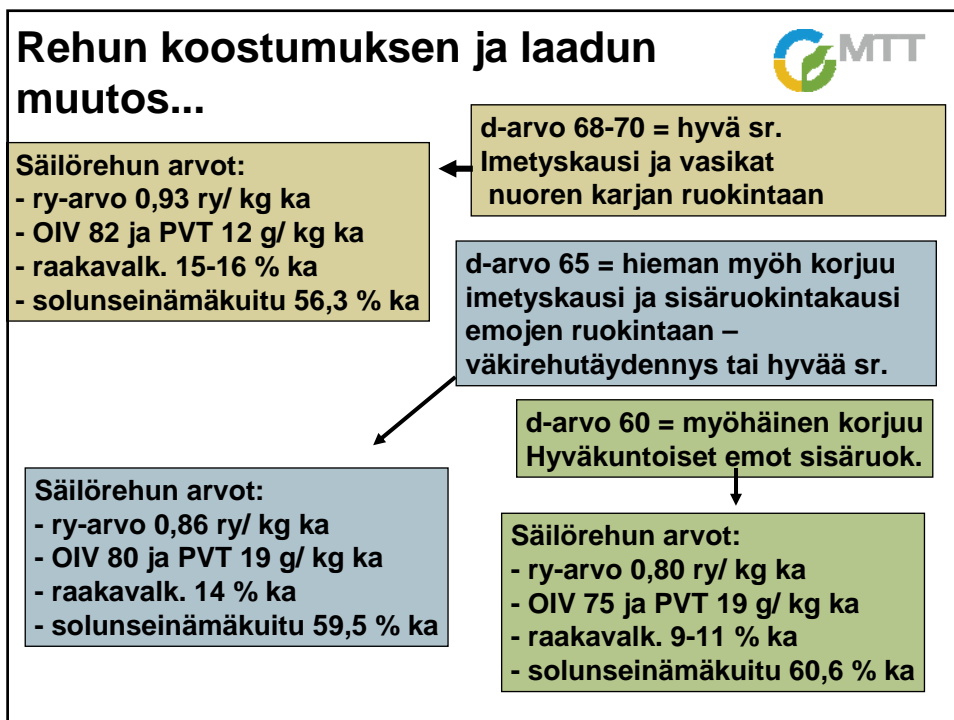 Rehun koostumuksen ja laadun
muutos...
MTT
d-arvo 68-70 = hyvä sr.
Imetyskausi ja vasikat
nuoren karjan ruokintaan
Säilörehun arvot:
- ry-arvo 0,93 ry/ kg ka
- OIV 82 ja PVT 12 g/ kg ka
- raakavalk. 15-16 % ka
- solunseinämäkuitu 56,3 % ka
d-arvo 65 = hieman myöh korjuu
imetyskausi ja sisäruokintakausi
emojen ruokintaan –
väkirehutäydennys tai hyvää sr.
Säilörehun arvot:
- ry-arvo 0,86 ry/ kg ka
- OIV 80 ja PVT 19 g/ kg ka
- raakavalk. 14 % ka
- solunseinämäkuitu 59,5 % ka
d-arvo 60 = myöhäinen korjuu
Hyväkuntoiset emot sisäruok.
Säilörehun arvot:
- ry-arvo 0,80 ry/ kg ka
- OIV 75 ja PVT 19 g/ kg ka
- raakavalk. 9-11 % ka
- solunseinämäkuitu 60,6 % ka